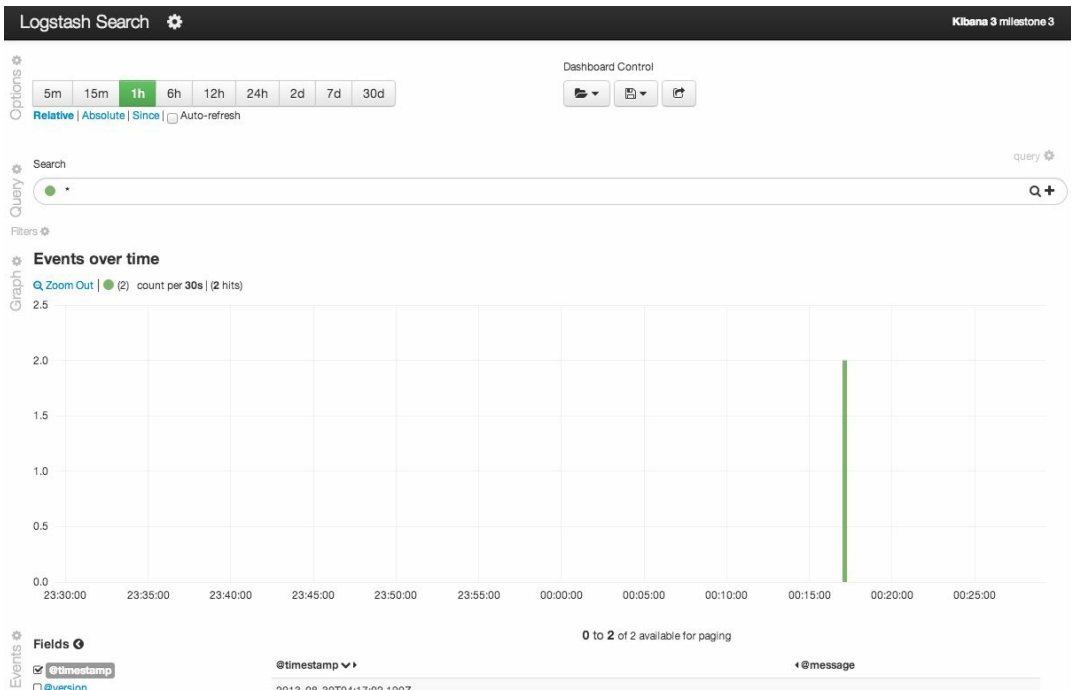 Logstash Search
Kibana 3 milestone 3
Options
Dashboard Control
5m 15m 1h 6h 12h 24h 2d 7d 30d
Relative | Absolute | Since | Auto-refresh
query
Query
Search
*
Filters
Graph
Events over time
Zoom Out | (2) count per 30s | (2 hits)
2.5
2.0
1.5
1.0
0.5
0.0
23:30:00 23:35:00 23:40:00 23:45:00 23:50:00 23:55:00 00:00:00 00:05:00 00:10:00 00:15:00 00:20:00 00:25:00
Events
Fields
0 to 2 of 2 available for paging
@timestamp
@timestamp
@message
@version